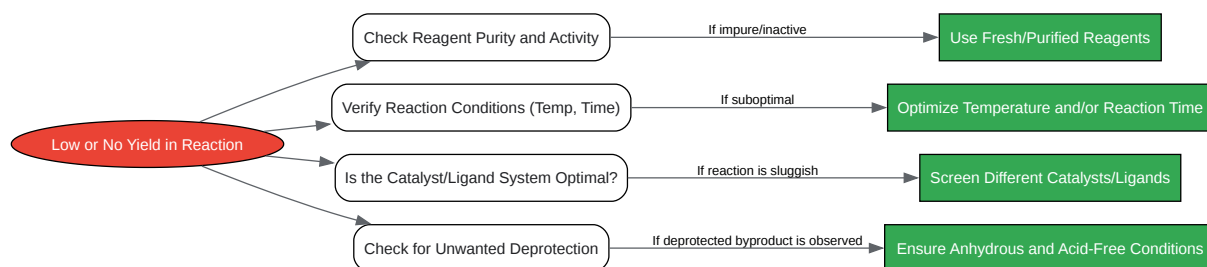 Check Reagent Purity and Activity
If impure/inactive
Use Fresh/Purified Reagents
Verify Reaction Conditions (Temp, Time)
If suboptimal
Optimize Temperature and/or Reaction Time
Low or No Yield in Reaction
Is the Catalyst/Ligand System Optimal?
If reaction is sluggish
Screen Different Catalysts/Ligands
Check for Unwanted Deprotection
If deprotected byproduct is observed
Ensure Anhydrous and Acid-Free Conditions